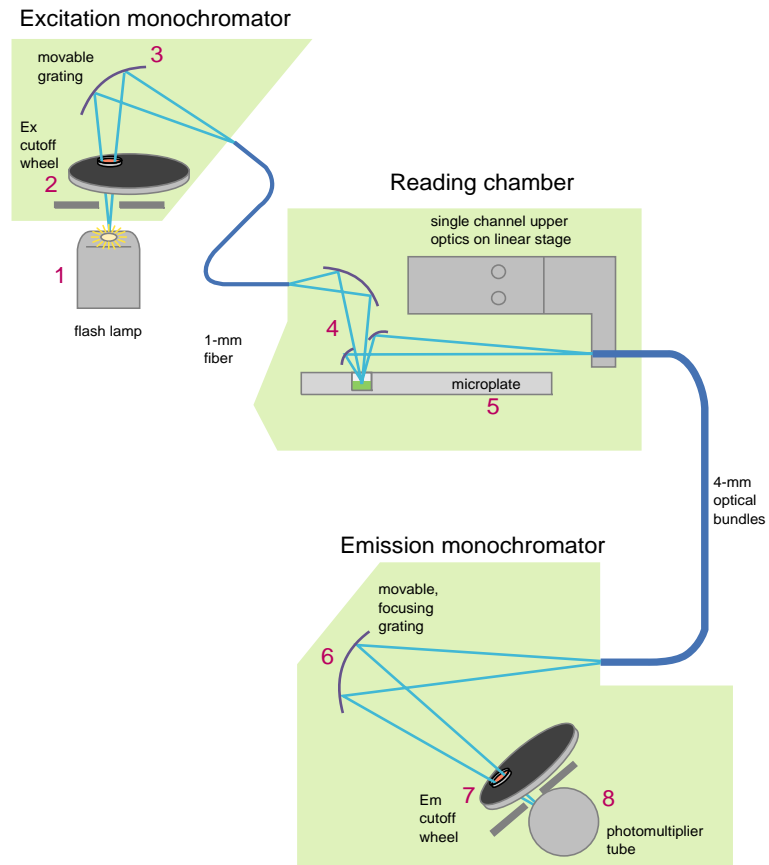 Excitation monochromator
movable
grating
3
Ex
cutoff
wheel
2
1
flash lamp
1-mm
fiber
Reading chamber
single channel upper
optics on linear stage
4
microplate
5
4-mm
optical
bundles
Emission monochromator
movable,
focusing
grating
6
7
Em
cutoff
wheel
8
photomultiplier
tube